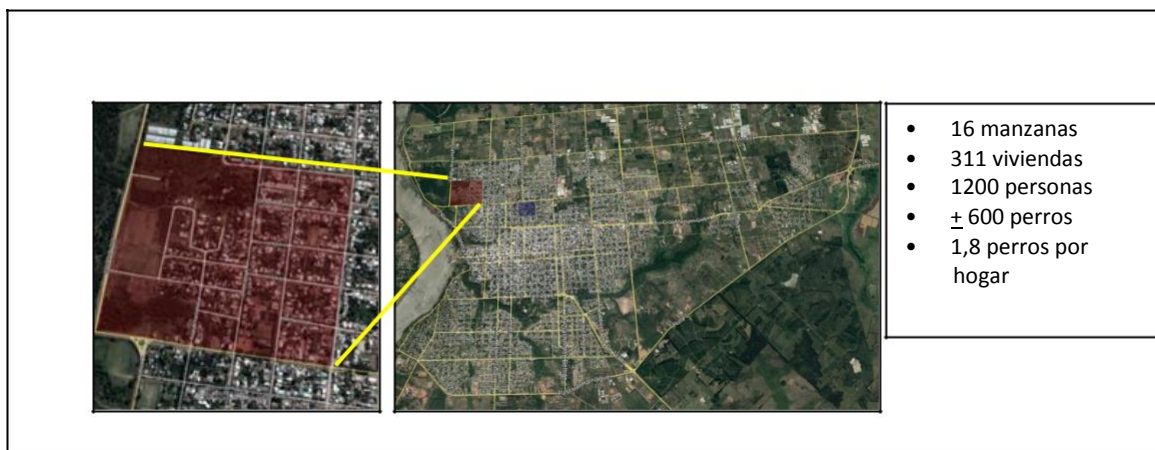 • 16 manzanas
• 311 viviendas
• 1200 personas
• ± 600 perros
• 1,8 perros por
hogar